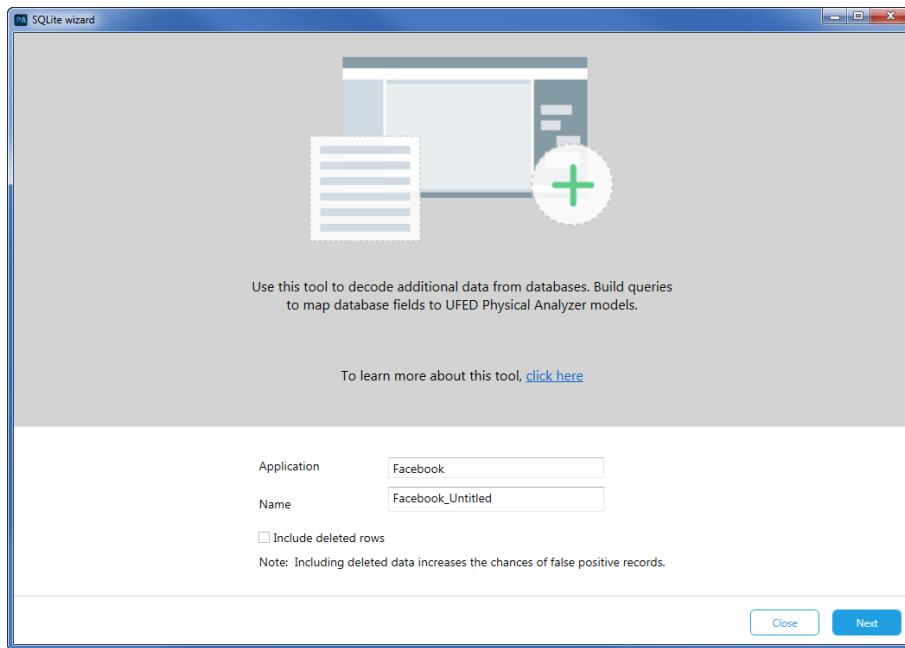 PA SQLite wizard
Use this tool to decode additional data from databases. Build queries
to map database fields to UFED Physical Analyzer models.
To learn more about this tool, click here
Application Facebook
Name Facebook_Untitled
Include deleted rows
Note: Including deleted data increases the chances of false positive records.
Close Next